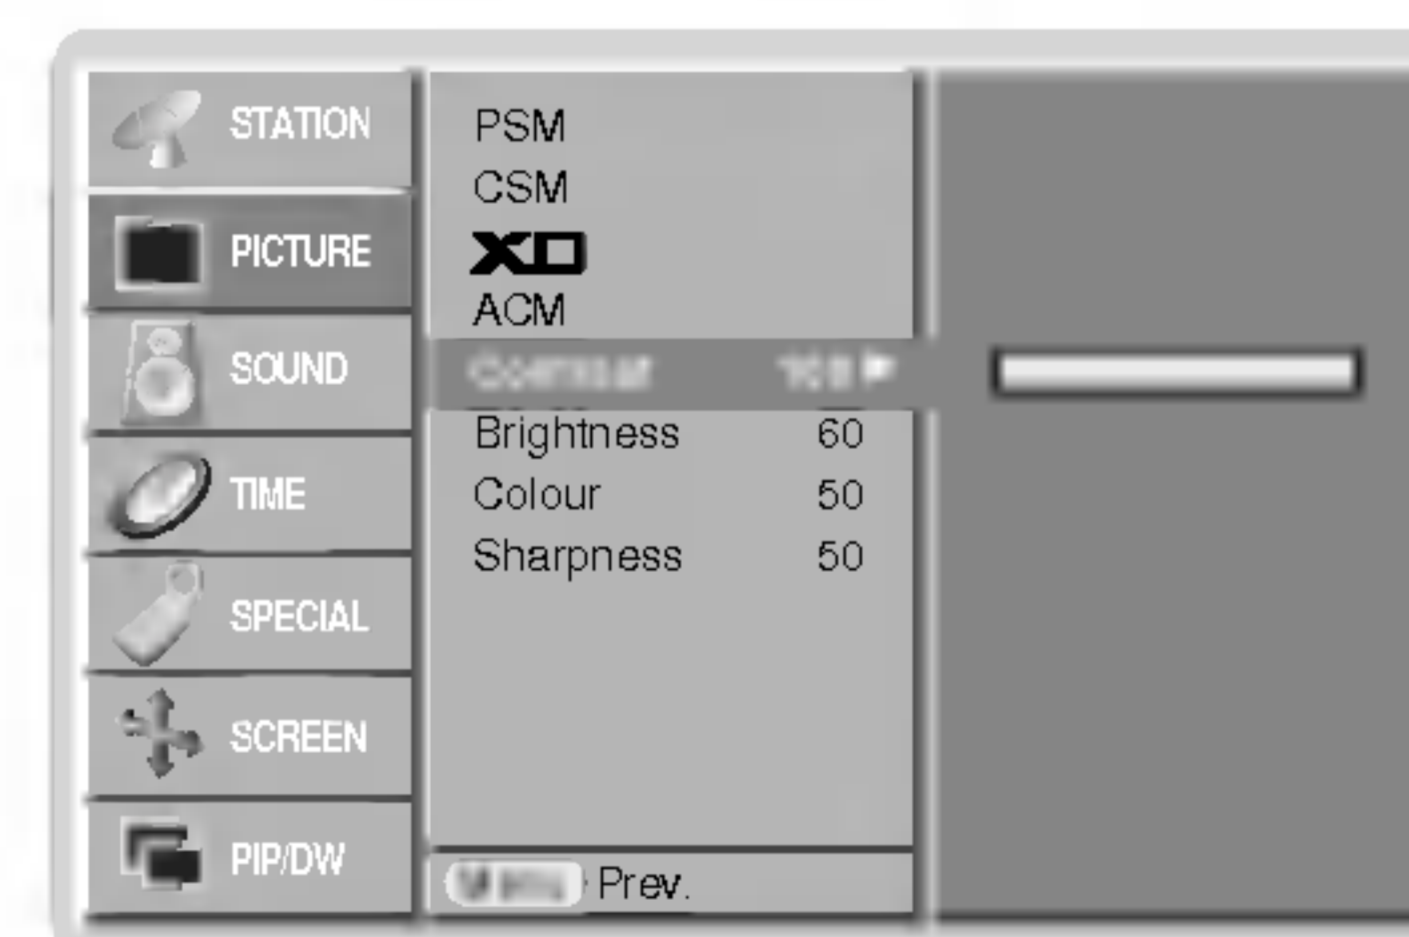 STATION
PICTURE
SOUND
TIME
SPECIAL
SCREEN
PIP/DW
PSM
CSM
XD
ACM
Brightness 60
Colour 50
Sharpness 50
Prev.